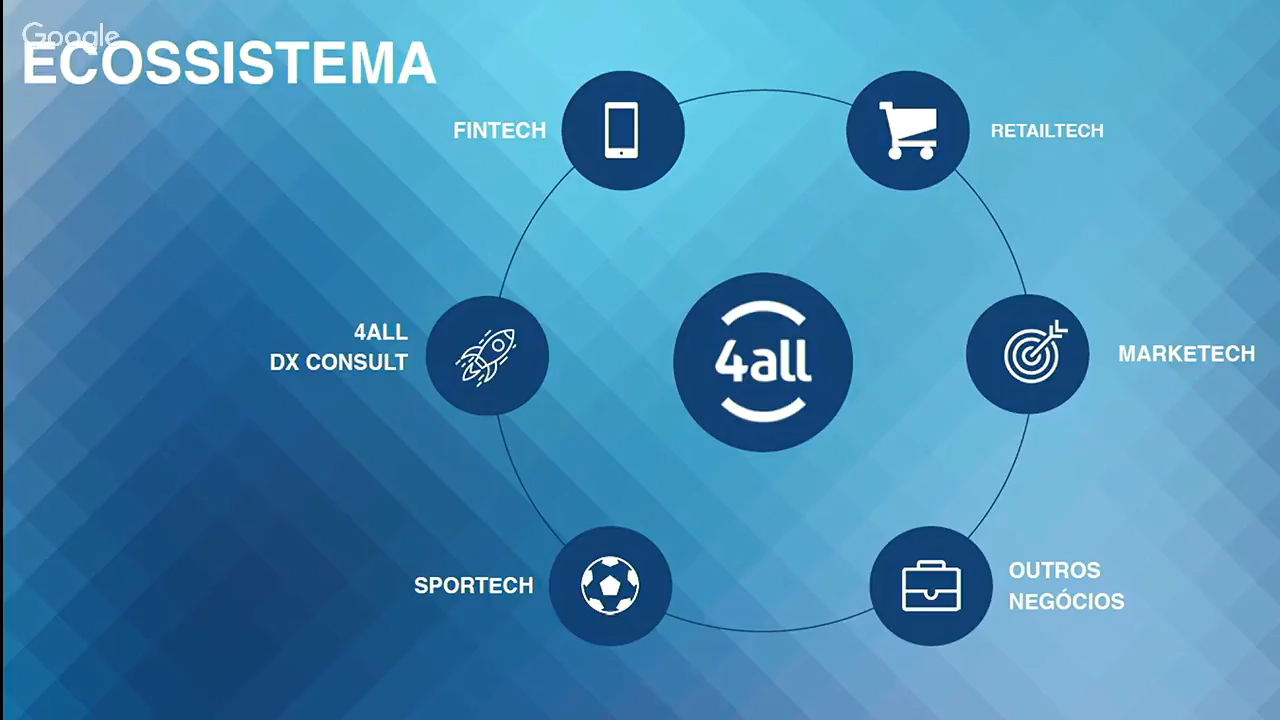 Google
ECOSSISTEMA
FINTECH
RETAILTECH
4ALL
DX CONSULT
4all
MARKETECH
SPORTECH
OUTROS
NEGÓCIOS